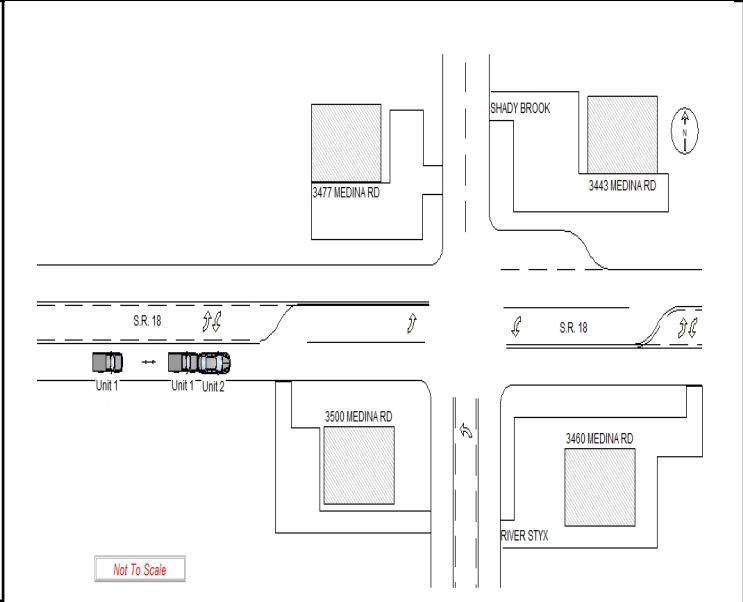 SHADY BROOK
N
3477 MEDINA RD
3443 MEDINA RD
S.R. 18
S.R. 18
Unit 1
Unit 1
Unit 2
3500 MEDINA RD
3460 MEDINA RD
RIVER STYX
Not To Scale